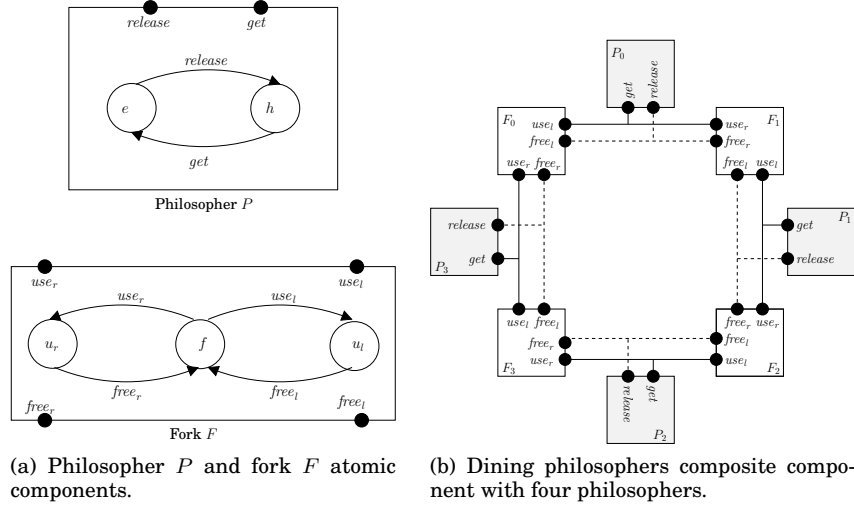 release get
release
e h
get
Philosopher P
use_r use_l
use_r use_l
u_r f u_l
free_r free_l
free_r free_l
Fork F
(a) Philosopher P and fork F atomic
components.
P_0
get release
F_0 use_l use_r F_1
free_l free_r
use_r free_r free_l use_l
release P_1
get
get
P_3 release
use_l free_l free_r use_r
free_r free_l
use_r use_l
F_3 F_2
release get
P_2
(b) Dining philosophers composite compo-
nent with four philosophers.